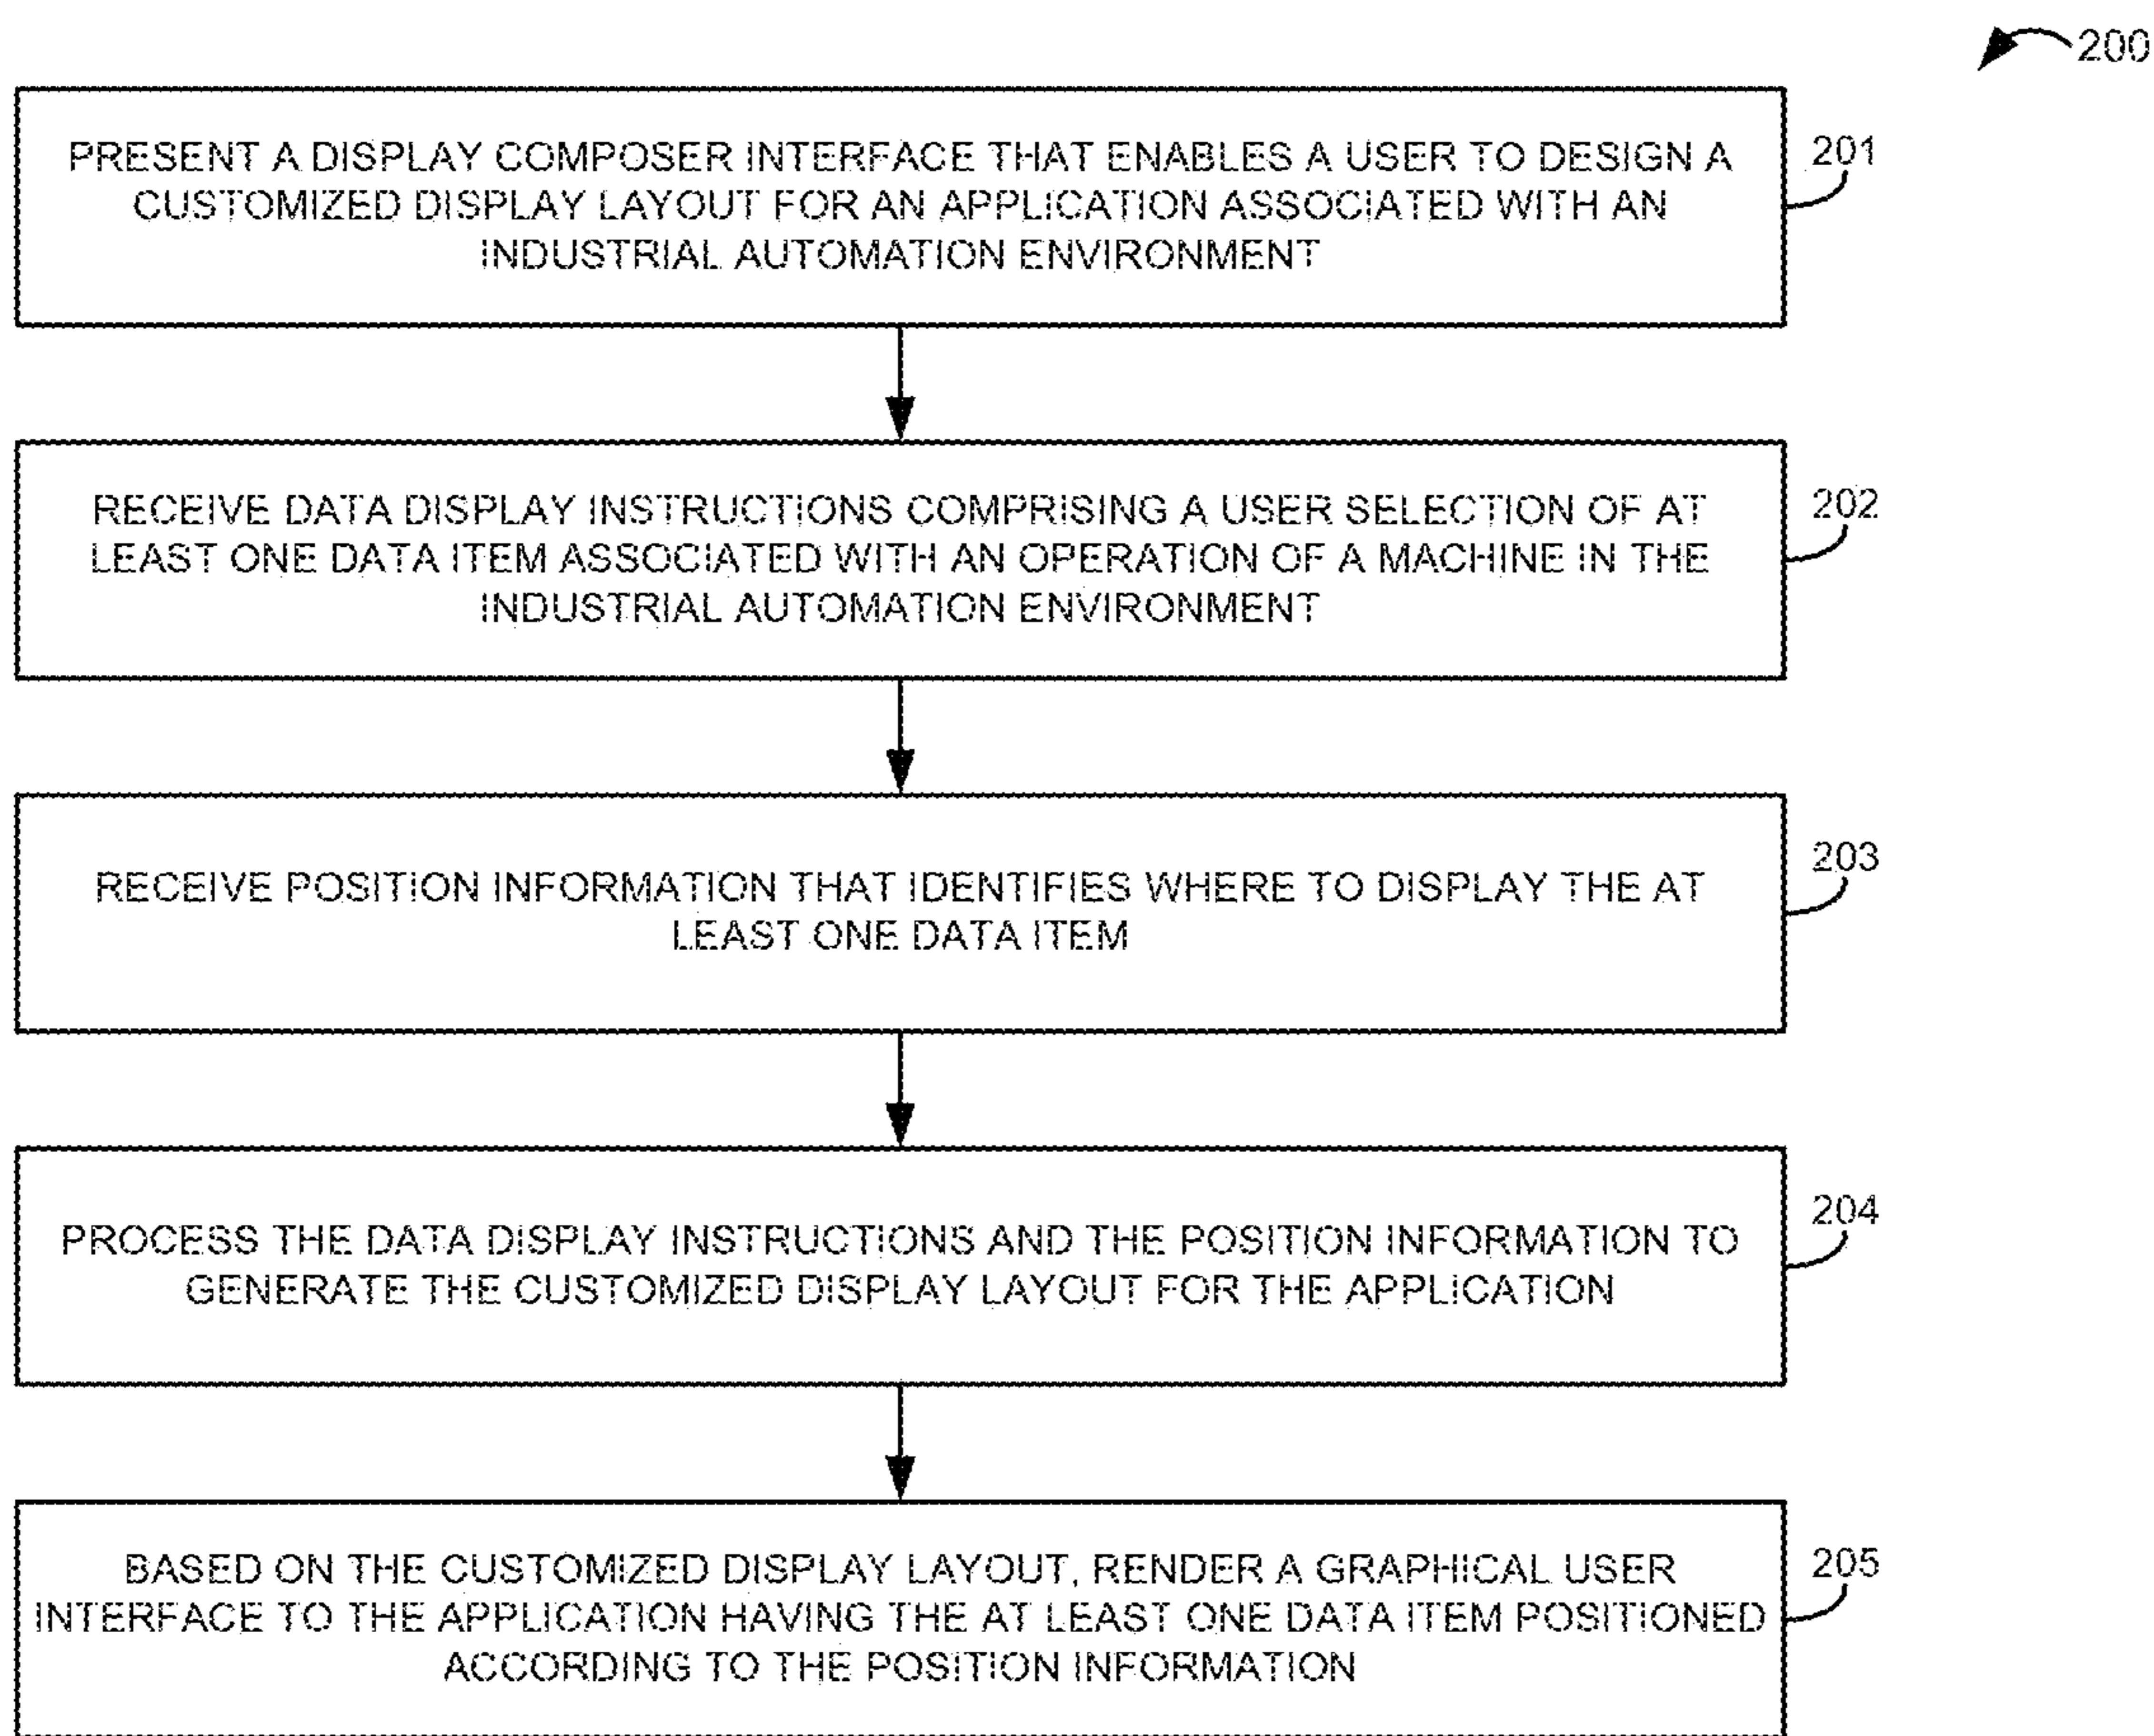 200
PRESENT A DISPLAY COMPOSER INTERFACE THAT ENABLES A USER TO DESIGN A
CUSTOMIZED DISPLAY LAYOUT FOR AN APPLICATION ASSOCIATED WITH AN
INDUSTRIAL AUTOMATION ENVIRONMENT
201
RECEIVE DATA DISPLAY INSTRUCTIONS COMPRISING A USER SELECTION OF AT
LEAST ONE DATA ITEM ASSOCIATED WITH AN OPERATION OF A MACHINE IN THE
INDUSTRIAL AUTOMATION ENVIRONMENT
202
RECEIVE POSITION INFORMATION THAT IDENTIFIES WHERE TO DISPLAY THE AT
LEAST ONE DATA ITEM
203
PROCESS THE DATA DISPLAY INSTRUCTIONS AND THE POSITION INFORMATION TO
GENERATE THE CUSTOMIZED DISPLAY LAYOUT FOR THE APPLICATION
204
BASED ON THE CUSTOMIZED DISPLAY LAYOUT, RENDER A GRAPHICAL USER
INTERFACE TO THE APPLICATION HAVING THE AT LEAST ONE DATA ITEM POSITIONED
ACCORDING TO THE POSITION INFORMATION
205